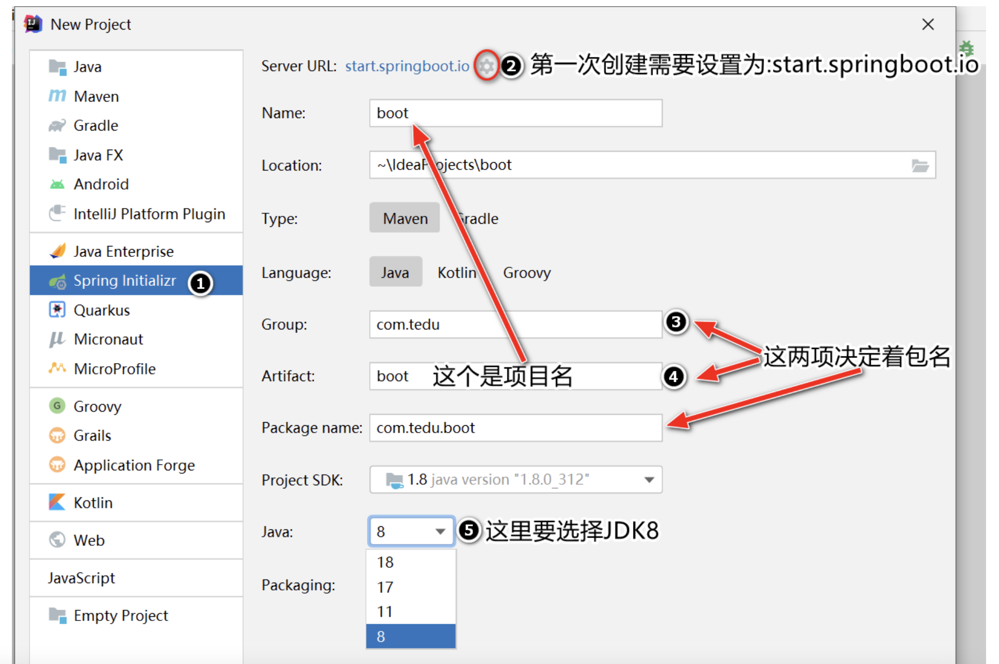 New Project
Java
Maven
Gradle
Java FX
Android
IntelliJ Platform Plugin
Java Enterprise
Spring Initializr 1
Quarkus
Micronaut
MicroProfile
Groovy
Grails
Application Forge
Kotlin
Web
JavaScript
Empty Project
Server URL: start.springboot.io 2 第一次创建需要设置为:start.springboot.io
Name: boot
Location: ~\IdeaProjects\boot
Type: Maven Gradle
Language: Java Kotlin Groovy
Group: com.tedu 3
这两项决定着包名
Artifact: boot 这个是项目名 4
Package name: com.tedu.boot
Project SDK: 1.8 java version "1.8.0_312"
Java: 8 5 这里要选择JDK8
18
Packaging:
17
11
8